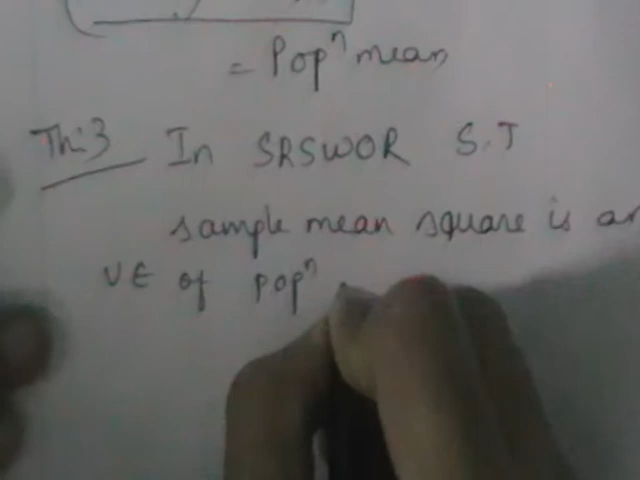 = Popⁿ mean
Th:3 In SRSWOR S.T
sample mean square is an
UE of Popⁿ